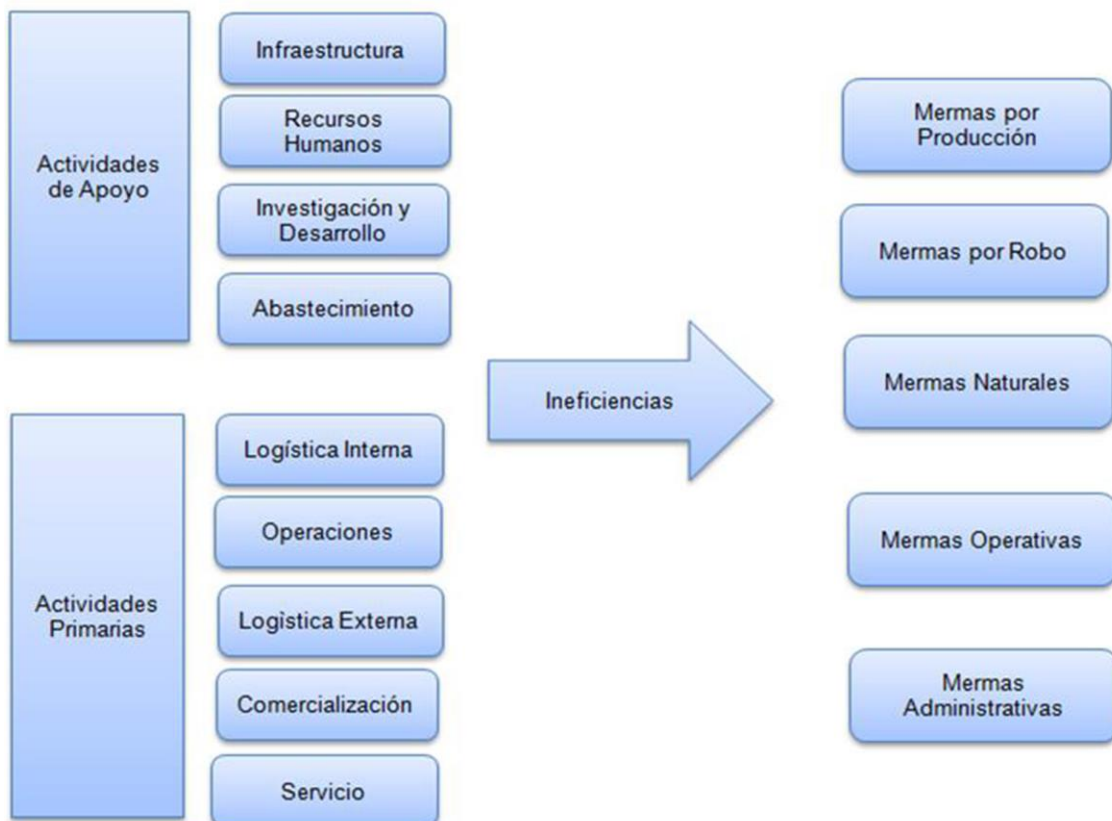 Actividades
de Apoyo
Infraestructura
Recursos
Humanos
Investigación y
Desarrollo
Abastecimiento
Actividades
Primarias
Logística Interna
Operaciones
Logìstica Externa
Comercialización
Servicio
Ineficiencias
Mermas por
Producción
Mermas por Robo
Mermas Naturales
Mermas Operativas
Mermas
Administrativas